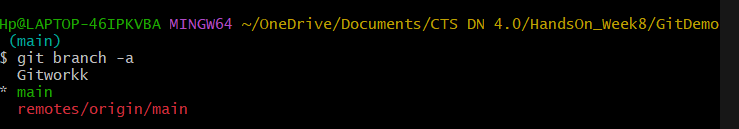 Hp@LAPTOP-46IPKVBA MINGW64 ~/OneDrive/Documents/CTS DN 4.0/HandsOn_Week8/GitDemo
(main)
$ git branch -a
Gitworkk
* main
remotes/origin/main